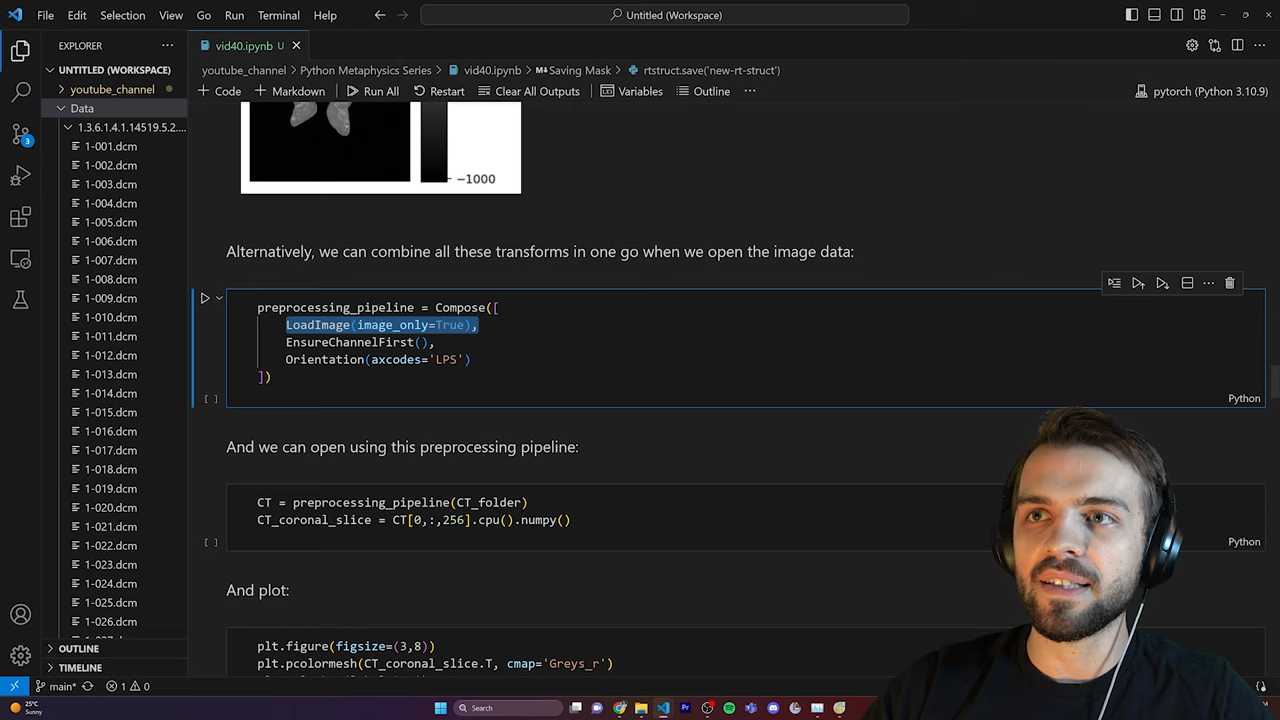 File Edit Selection View Go Run Terminal Help
Untitled (Workspace)
EXPLORER
vid40.ipynb U
UNTITLED (WORKSPACE)
youtube_channel
Data
1.3.6.1.4.1.14519.5.2....
1-001.dcm
1-002.dcm
1-003.dcm
1-004.dcm
1-005.dcm
1-006.dcm
1-007.dcm
1-008.dcm
1-009.dcm
1-010.dcm
1-011.dcm
1-012.dcm
1-013.dcm
1-014.dcm
1-015.dcm
1-016.dcm
1-017.dcm
1-018.dcm
1-019.dcm
1-020.dcm
1-021.dcm
1-022.dcm
1-023.dcm
1-024.dcm
1-025.dcm
1-026.dcm
OUTLINE
TIMELINE
3
youtube_channel > Python Metaphysics Series > vid40.ipynb > Saving Mask > rtstruct.save('new-rt-struct')
+ Code + Markdown Run All Restart Clear All Outputs Variables Outline ...
pytorch (Python 3.10.9)
−1000
Alternatively, we can combine all these transforms in one go when we open the image data:
preprocessing_pipeline = Compose([
LoadImage(image_only=True),
EnsureChannelFirst(),
Orientation(axcodes='LPS')
])
[ ]
Python
And we can open using this preprocessing pipeline:
CT = preprocessing_pipeline(CT_folder)
CT_coronal_slice = CT[0,:,256].cpu().numpy()
[ ]
Python
And plot:
plt.figure(figsize=(3,8))
plt.pcolormesh(CT_coronal_slice.T, cmap='Greys_r')
main* 1 0
25°C
Sunny
Search